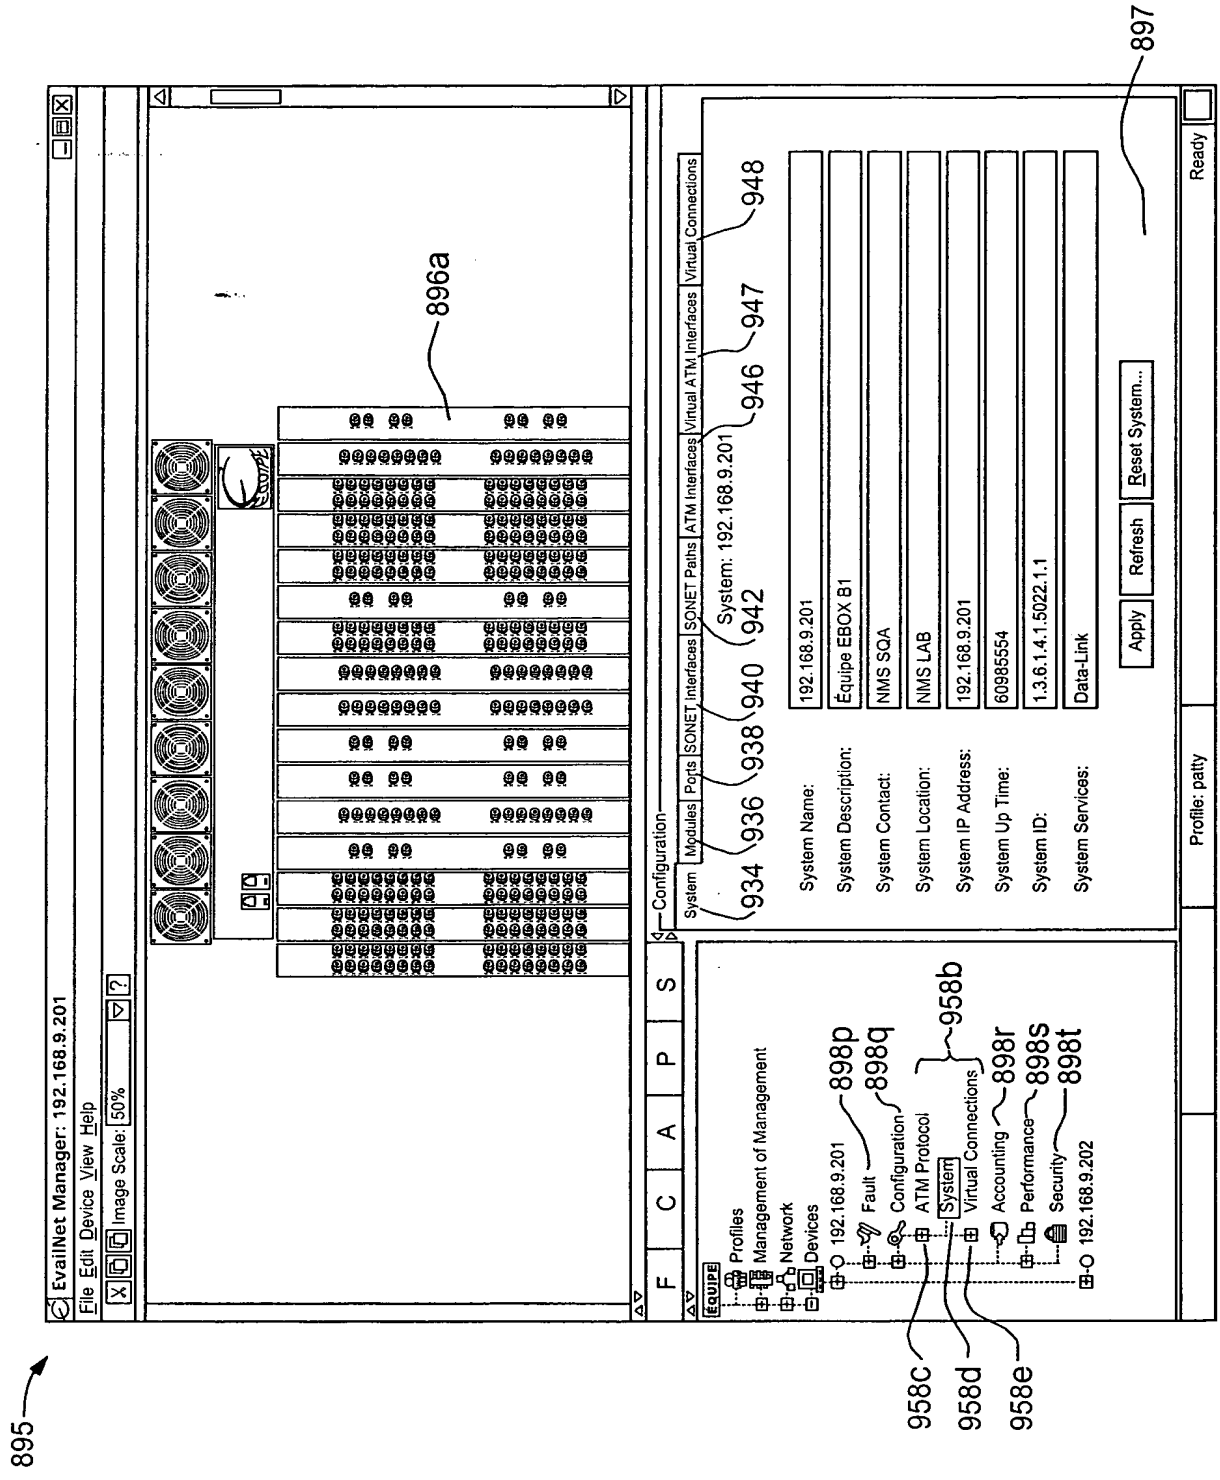 895
EvailNet Manager: 192.168.9.201
File Edit Device View Help
Image Scale: 50% ?
896a
F C A P S
EQUIPE
Profiles
Management of Management
Network
Devices
192.168.9.201
Fault
Configuration
ATM Protocol
System
Virtual Connections
Accounting
Performance
Security
192.168.9.202
898p
898q
958b
898r
898s
898t
958c
958d
958e
Configuration
System Modules Ports SONET Interfaces SONET Paths ATM Interfaces Virtual ATM Interfaces Virtual Connections
934 936 938 940 942 946 947 948
System: 192.168.9.201
System Name: 192.168.9.201
System Description: Équipe EBOX B1
System Contact: NMS SQA
System Location: NMS LAB
System IP Address: 192.168.9.201
System Up Time: 60985554
System ID: 1.3.6.1.4.1.5022.1.1
System Services: Data-Link
Apply Refresh Reset System...
897
Profile: patty
Ready